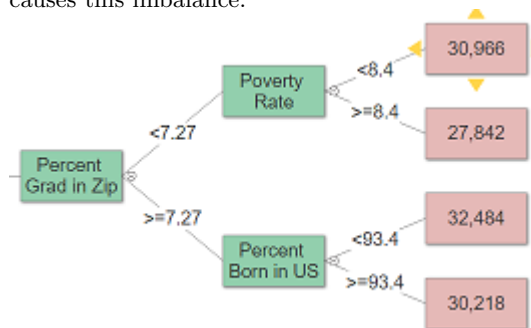 causes this imbalance.
30,966
<8.4
Poverty
Rate
>=8.4
<7.27
27,842
Percent
Grad in Zip
>=7.27
32,484
<93.4
Percent
Born in US
>=93.4
30,218